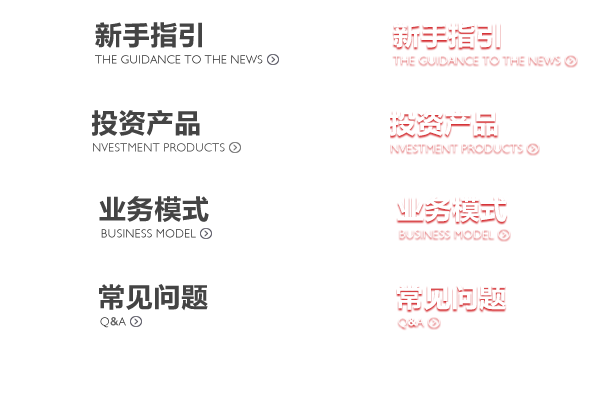 新手指引 新手指引
THE GUIDANCE TO THE NEWS THE GUIDANCE TO THE NEWS
投资产品 投资产品
NVESTMENT PRODUCTS NVESTMENT PRODUCTS
业务模式 业务模式
BUSINESS MODEL BUSINESS MODEL
常见问题 常见问题
Q&A Q&A